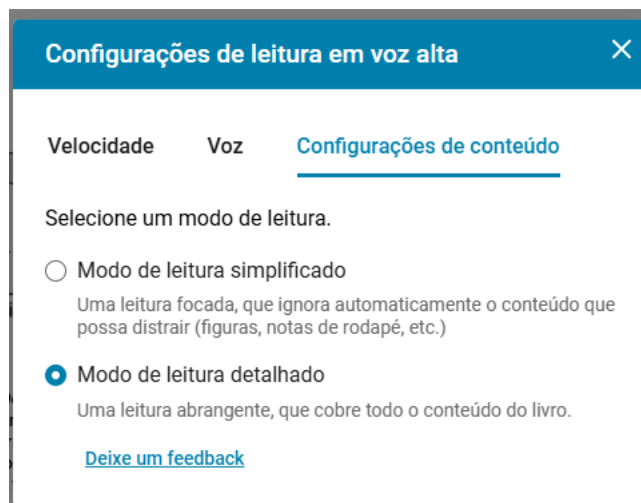 Configurações de leitura em voz alta
Velocidade Voz Configurações de conteúdo
Selecione um modo de leitura.
Modo de leitura simplificado
Uma leitura focada, que ignora automaticamente o conteúdo que
possa distrair (figuras, notas de rodapé, etc.)
Modo de leitura detalhado
Uma leitura abrangente, que cobre todo o conteúdo do livro.
Deixe um feedback